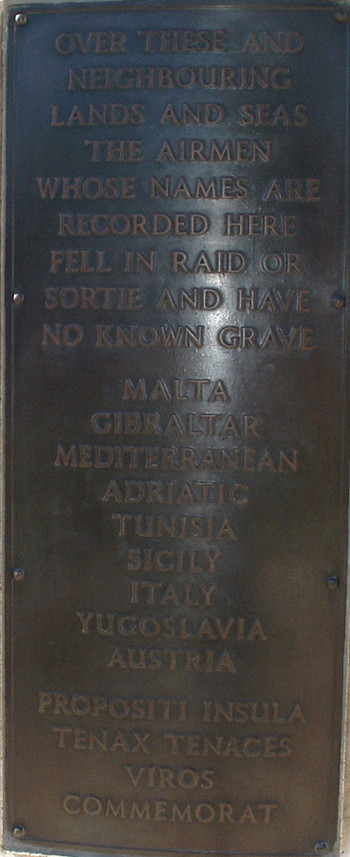 OVER THESE AND
NEIGHBOURING
LANDS AND SEAS
THE AIRMEN
WHOSE NAMES ARE
RECORDED HERE
FELL IN RAID OR
SORTIE AND HAVE
NO KNOWN GRAVE
MALTA
GIBRALTAR
MEDITERRANEAN
ADRIATIC
TUNISIA
SICILY
ITALY
YUGOSLAVIA
AUSTRIA
PROPOSITI INSULA
TENAX TENACES
VIROS
COMMEMORAT